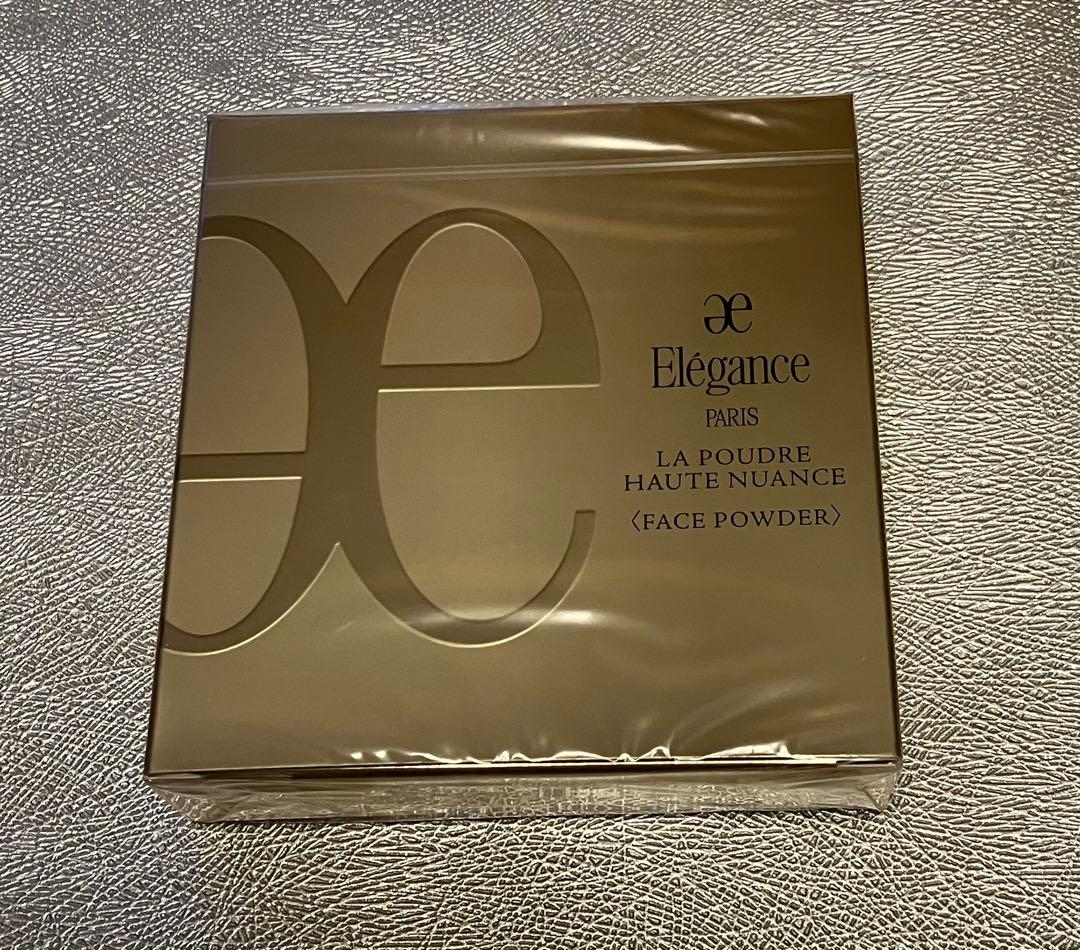 Elégance
PARIS
LA POUDRE
HAUTE NUANCE
〈FACE POWDER〉